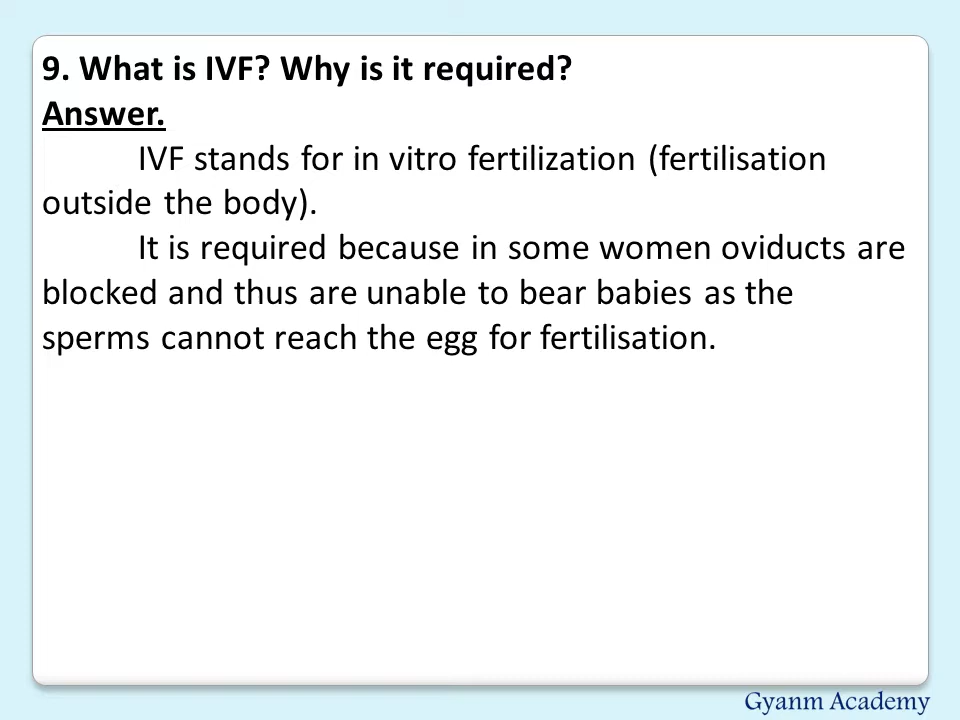 9. What is IVF? Why is it required?
Answer.
IVF stands for in vitro fertilization (fertilisation
outside the body).
It is required because in some women oviducts are
blocked and thus are unable to bear babies as the
sperms cannot reach the egg for fertilisation.
Gyanm Academy